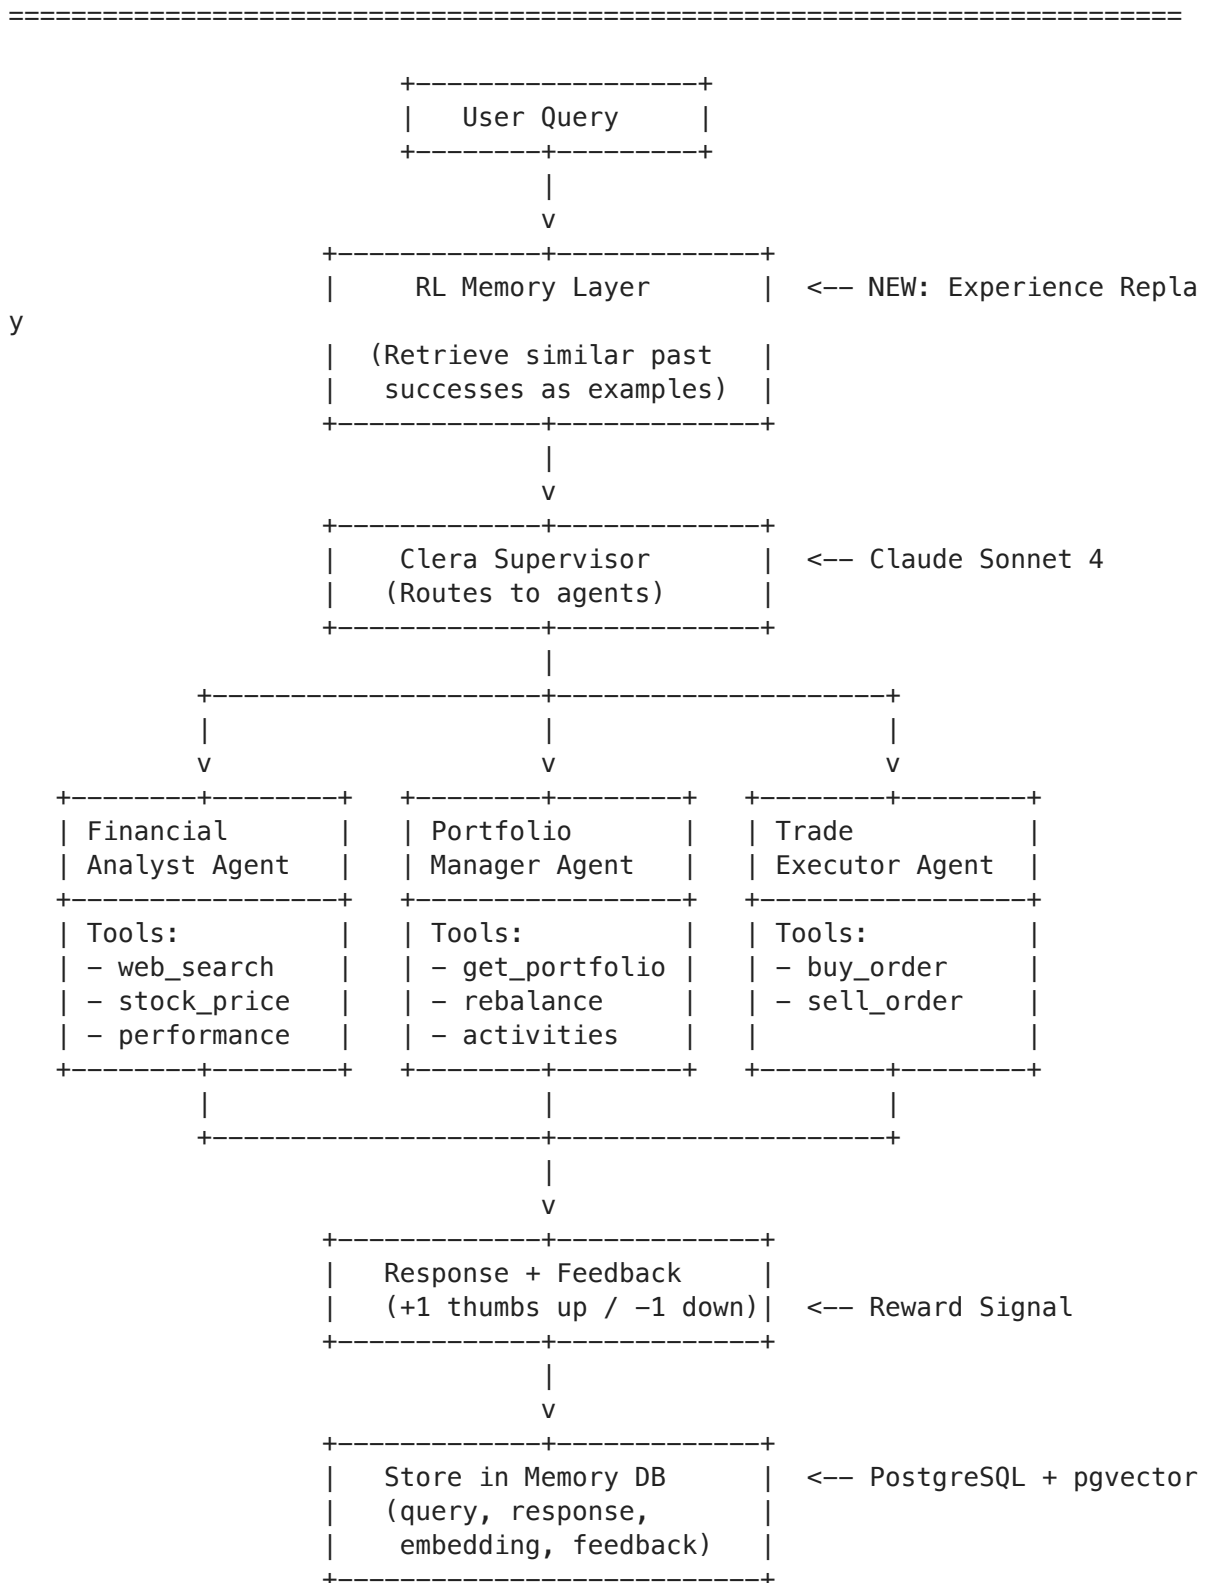 ===========================================================================
+------------------+
|   User Query     |
+--------+---------+
|
v
+-------------+-------------+
|     RL Memory Layer       |  <-- NEW: Experience Repla
y
|  (Retrieve similar past   |
|   successes as examples)  |
+-------------+-------------+
|
v
+-------------+-------------+
|    Clera Supervisor       |  <-- Claude Sonnet 4
|   (Routes to agents)      |
+-------------+-------------+
|
+---------------------+---------------------+
|                     |                     |
v                     v                     v
+--------+--------+   +--------+--------+   +--------+--------+
| Financial       |   | Portfolio       |   | Trade           |
| Analyst Agent   |   | Manager Agent   |   | Executor Agent  |
+-----------------+   +-----------------+   +-----------------+
| Tools:          |   | Tools:          |   | Tools:          |
| - web_search    |   | - get_portfolio |   | - buy_order     |
| - stock_price   |   | - rebalance     |   | - sell_order    |
| - performance   |   | - activities    |   |                 |
+--------+--------+   +--------+--------+   +--------+--------+
|                     |                     |
+---------------------+---------------------+
|
v
+-------------+-------------+
|   Response + Feedback     |
|   (+1 thumbs up / -1 down)|  <-- Reward Signal
+-------------+-------------+
|
v
+-------------+-------------+
|   Store in Memory DB      |  <-- PostgreSQL + pgvector
|   (query, response,       |
|    embedding, feedback)   |
+---------------------------+